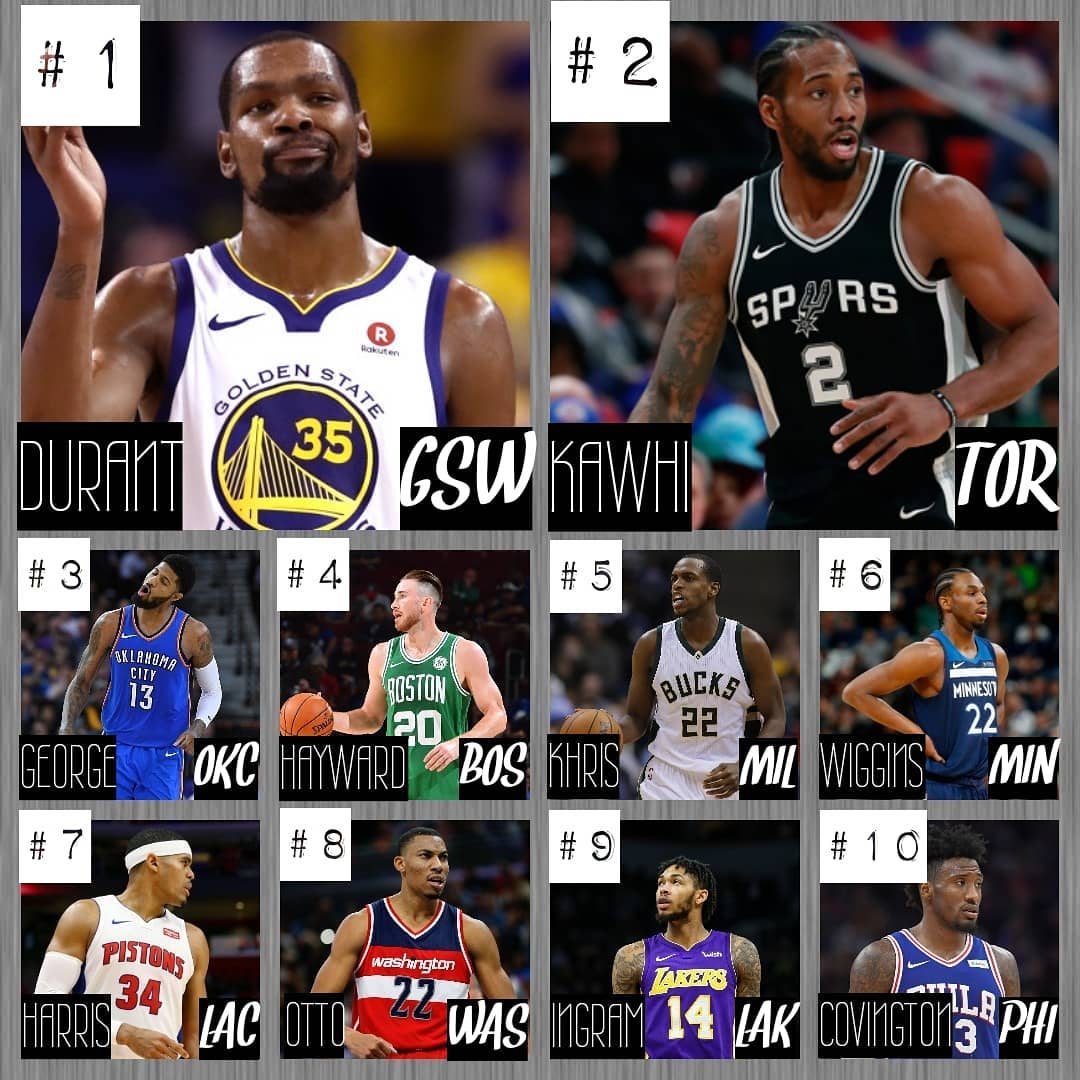 # 1
Rakuten
GOLDEN STATE
35
DURANT
GSW
# 2
SPURS
2
KAWHI
TOR
# 3
OKLAHOMA
CITY
13
GEORGE
OKC
# 4
BOSTON
20
HAYWARD
BOS
# 5
BUCKS
22
KHRIS
MIL
# 6
MINNESOT
22
WIGGINS
MIN
# 7
PISTONS
34
HARRIS
LAC
# 8
washington
22
OTTO
WAS
# 9
wish
LAKERS
14
INGRAM
LAK
# 10
PHILA
3
COVINGTON
PHI